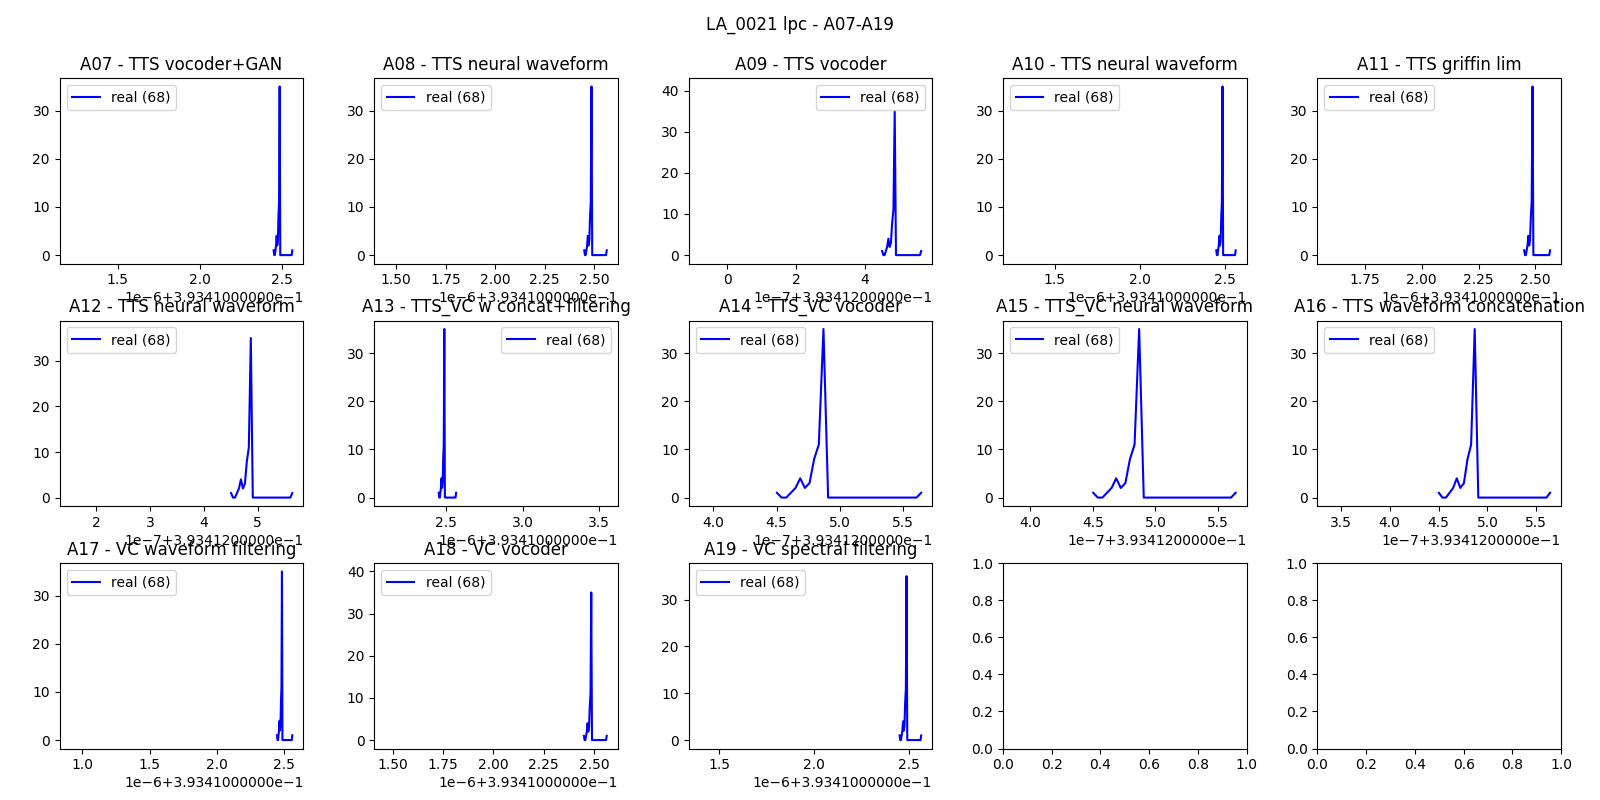 LA_0021 lpc - A07-A19
A07 - TTS vocoder+GAN
A08 - TTS neural waveform
A09 - TTS vocoder
A10 - TTS neural waveform
A11 - TTS griffin lim
real (68)
real (68)
real (68)
real (68)
real (68)
30
20
10
0
30
20
10
0
40
30
20
10
0
30
20
10
0
30
20
10
0
1.5 2.0 2.5
1.50 1.75 2.00 2.25 2.50
0 2 4
1.5 2.0 2.5
1.75 2.00 2.25 2.50
1e−6+3.9341000000e−1
1e−6+3.9341000000e−1
1e−7+3.9341200000e−1
1e−6+3.9341000000e−1
1e−6+3.9341000000e−1
A12 - TTS neural waveform
A13 - TTS_VC w concat+filtering
A14 - TTS_VC vocoder
A15 - TTS_VC neural waveform
A16 - TTS waveform concatenation
real (68)
real (68)
real (68)
real (68)
real (68)
30
20
10
0
30
20
10
0
30
20
10
0
30
20
10
0
30
20
10
0
2 3 4 5
2.5 3.0 3.5
4.0 4.5 5.0 5.5
4.0 4.5 5.0 5.5
3.5 4.0 4.5 5.0 5.5
1e−7+3.9341200000e−1
1e−6+3.9341000000e−1
1e−7+3.9341200000e−1
1e−7+3.9341200000e−1
1e−7+3.9341200000e−1
A17 - VC waveform filtering
A18 - VC vocoder
A19 - VC spectral filtering
real (68)
real (68)
real (68)
30
20
10
0
40
30
20
10
0
30
20
10
0
1.0
0.8
0.6
0.4
0.2
0.0
1.0
0.8
0.6
0.4
0.2
0.0
1.0 1.5 2.0 2.5
1.50 1.75 2.00 2.25 2.50
1.5 2.0 2.5
0.0 0.2 0.4 0.6 0.8 1.0
0.0 0.2 0.4 0.6 0.8 1.0
1e−6+3.9341000000e−1
1e−6+3.9341000000e−1
1e−6+3.9341000000e−1